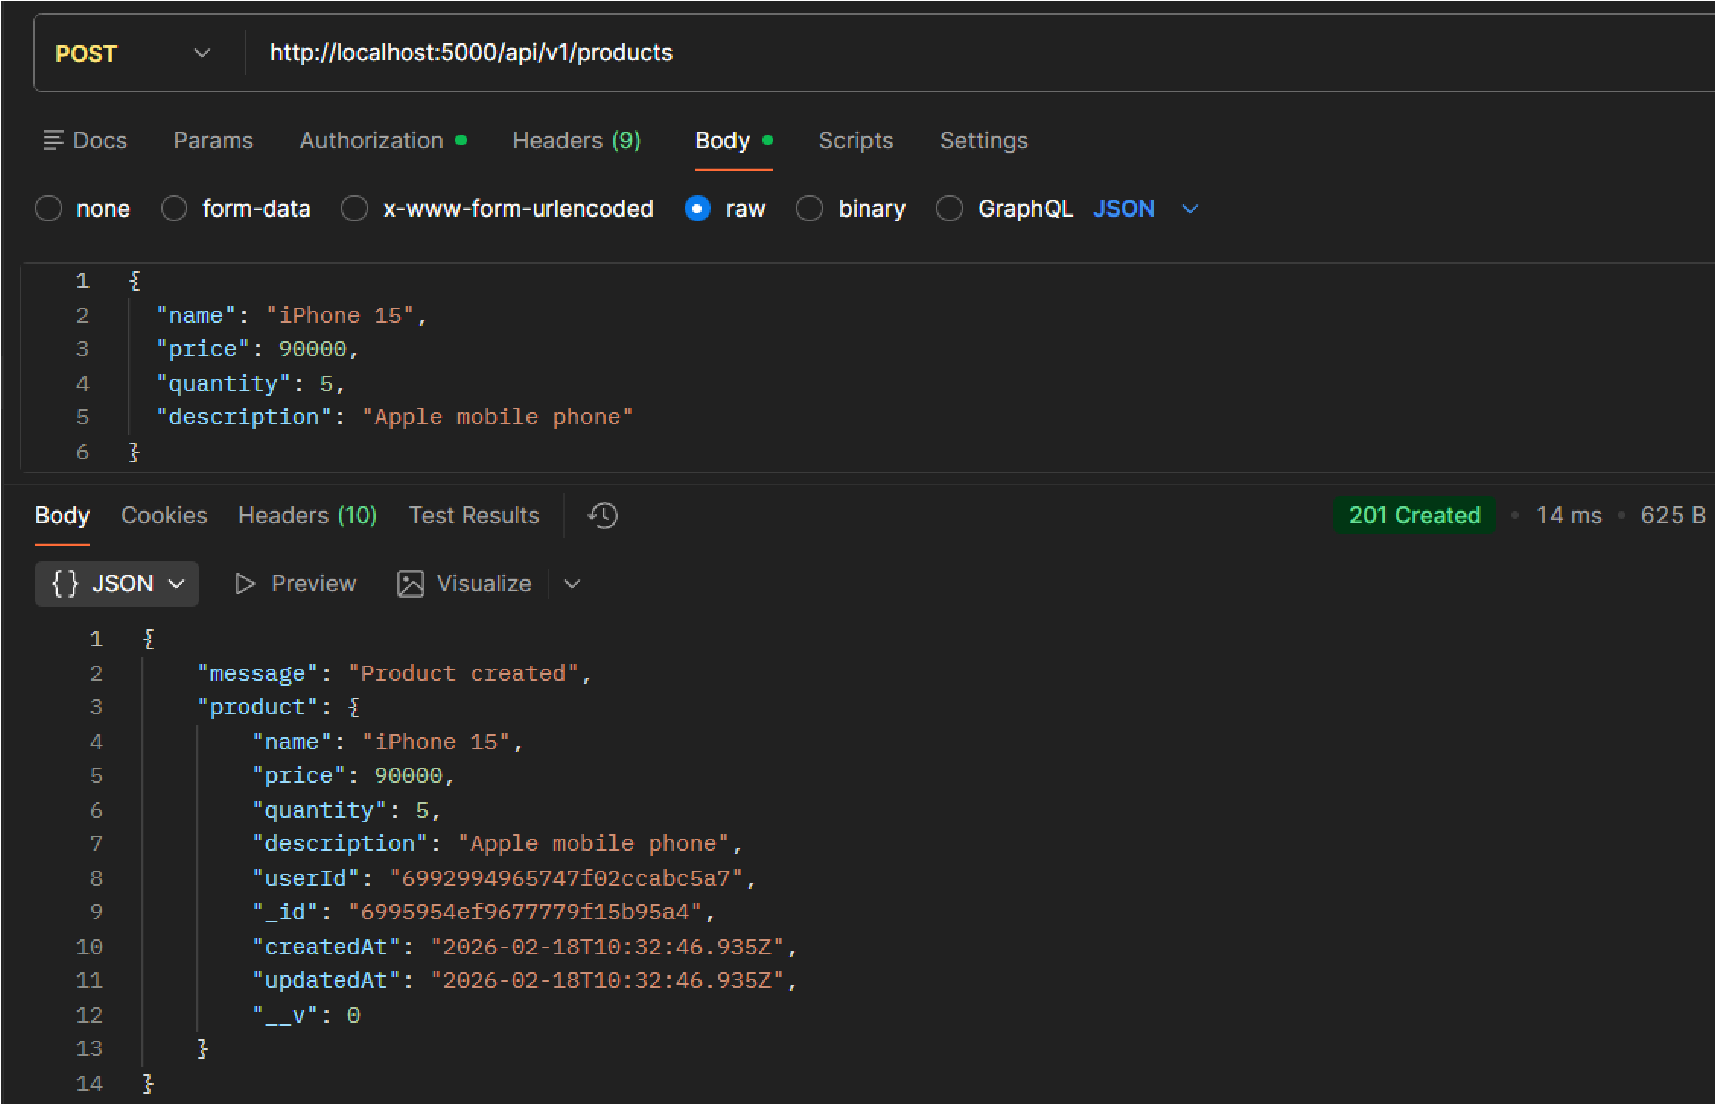 POST http://localhost:5000/api/v1/products
Docs Params Authorization Headers (9) Body Scripts Settings
none form-data x-www-form-urlencoded raw binary GraphQL JSON
1 {
2 "name": "iPhone 15",
3 "price": 90000,
4 "quantity": 5,
5 "description": "Apple mobile phone"
6 }
Body Cookies Headers (10) Test Results 201 Created • 14 ms • 625 B
{} JSON Preview Visualize
1 {
2 "message": "Product created",
3 "product": {
4 "name": "iPhone 15",
5 "price": 90000,
6 "quantity": 5,
7 "description": "Apple mobile phone",
8 "userId": "6992994965747f02ccabc5a7",
9 "_id": "6995954ef9677779f15b95a4",
10 "createdAt": "2026-02-18T10:32:46.935Z",
11 "updatedAt": "2026-02-18T10:32:46.935Z",
12 "__v": 0
13 }
14 }